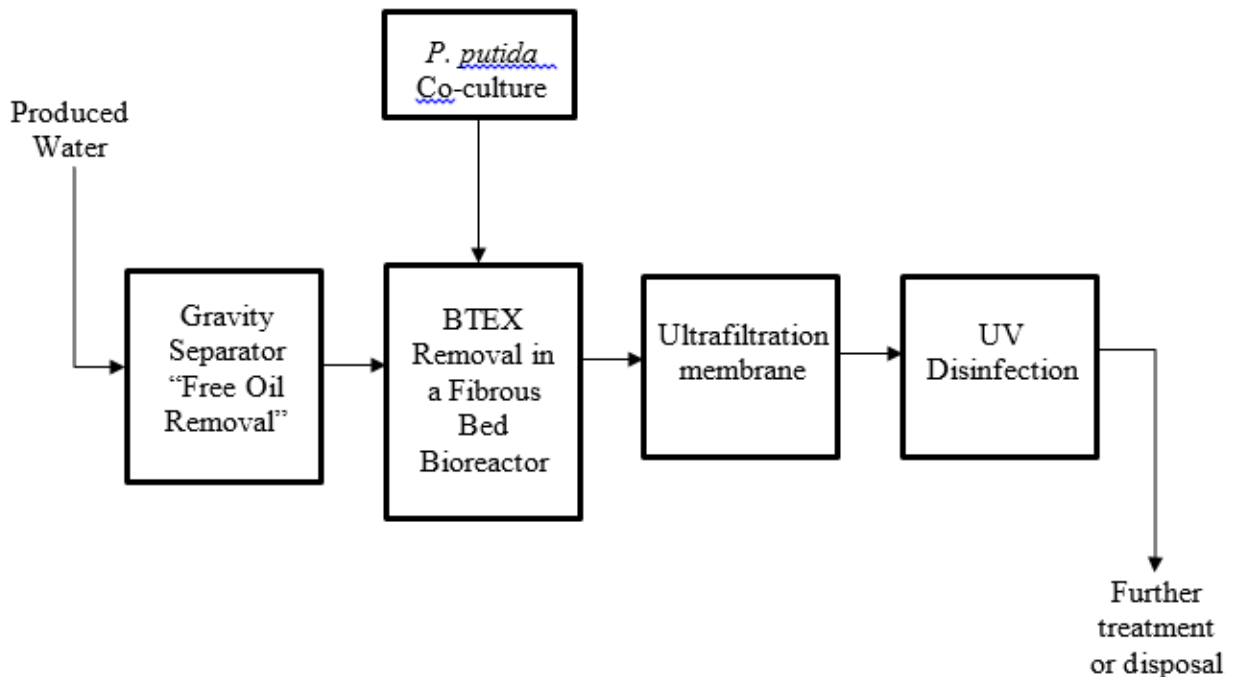 P. putida
Co-culture
Produced
Water
Gravity
Separator
“Free Oil
Removal”
BTEX
Removal in
a Fibrous
Bed
Bioreactor
Ultrafiltration
membrane
UV
Disinfection
Further
treatment
or disposal